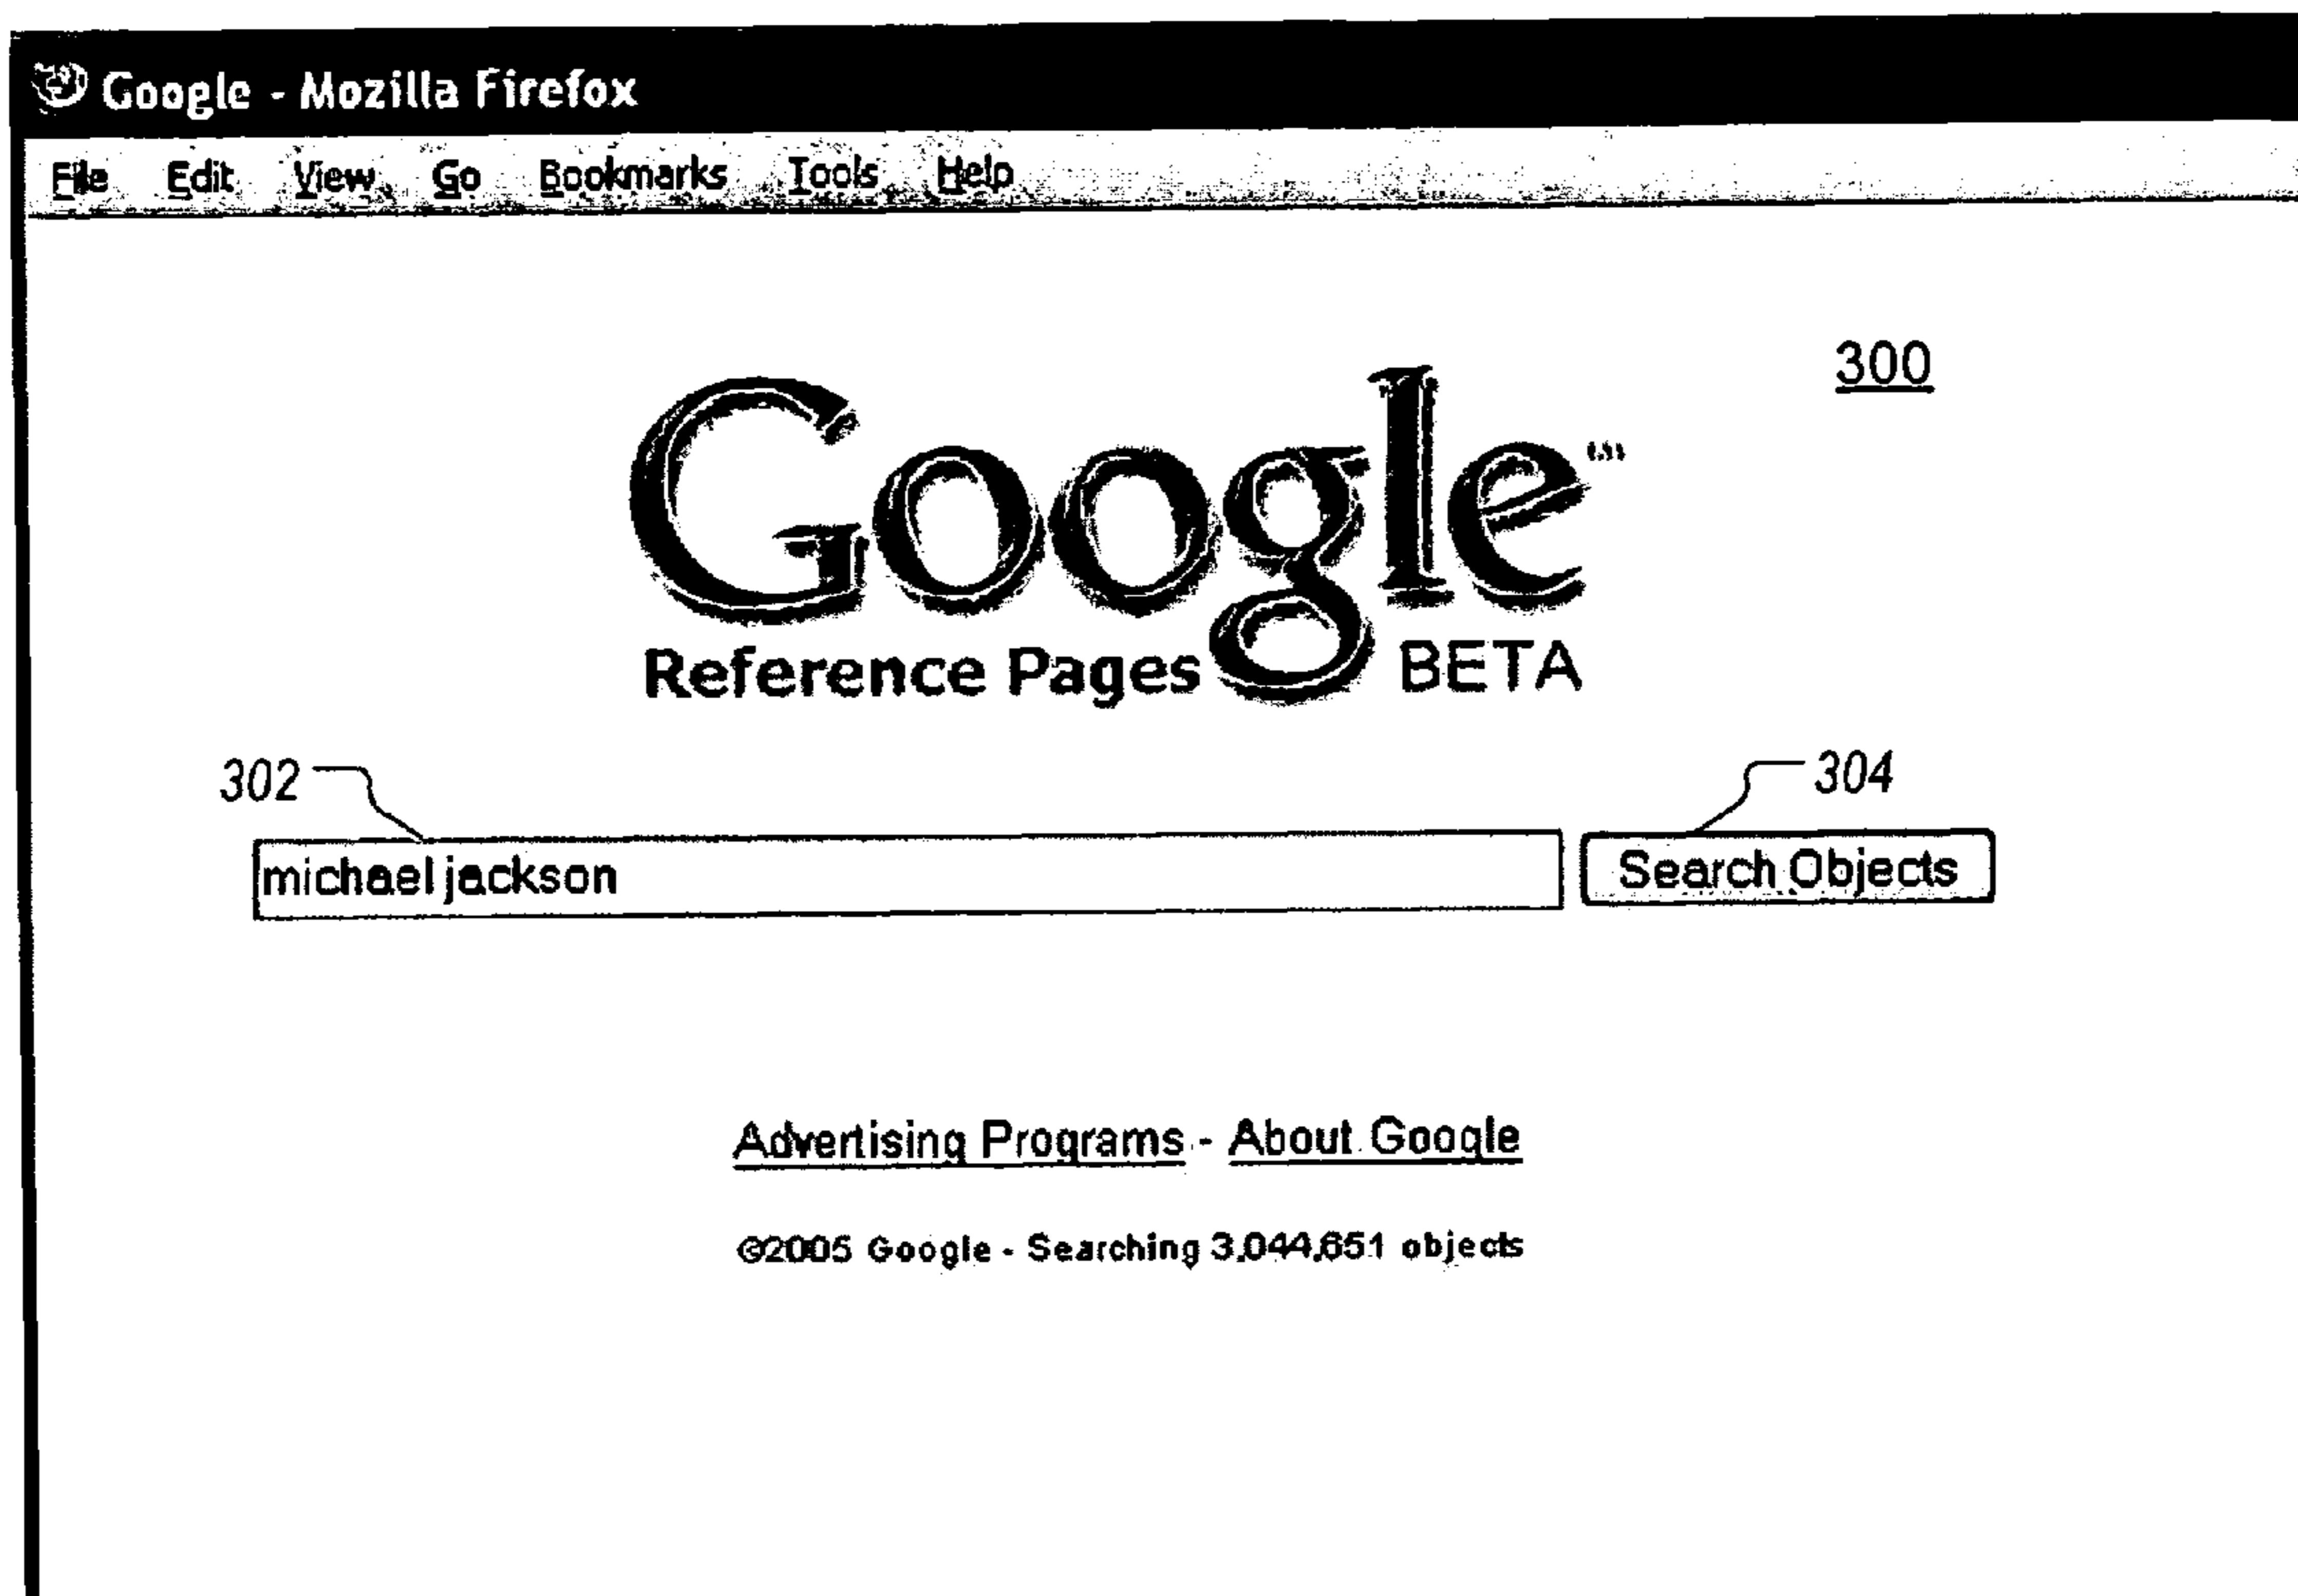 Google - Mozilla Firefox
File Edit View Go Bookmarks Tools Help
300
Google
Reference Pages BETA
302 304
michael jackson Search Objects
Advertising Programs - About Google
©2005 Google - Searching 3,044,651 objects